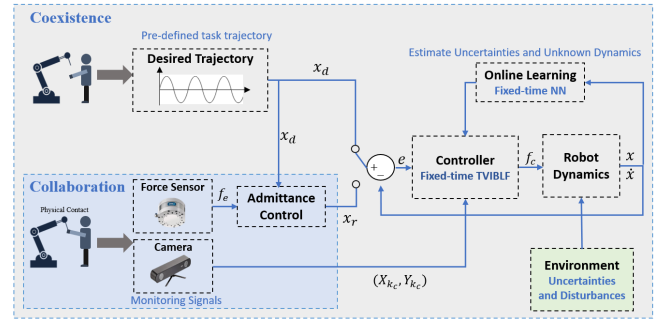 Coexistence
Pre-defined task trajectory
Desired Trajectory
x_d
x_d
Estimate Uncertainties and Unknown Dynamics
Online Learning
Fixed-time NN
+
−
e
Controller
Fixed-time TVIBLF
f_c
Robot
Dynamics
x
ẋ
Collaboration
Physical Contact
Force Sensor
f_e
Admittance
Control
x_r
Camera
Monitoring Signals
(X_{k_c}, Y_{k_c})
Environment
Uncertainties
and Disturbances